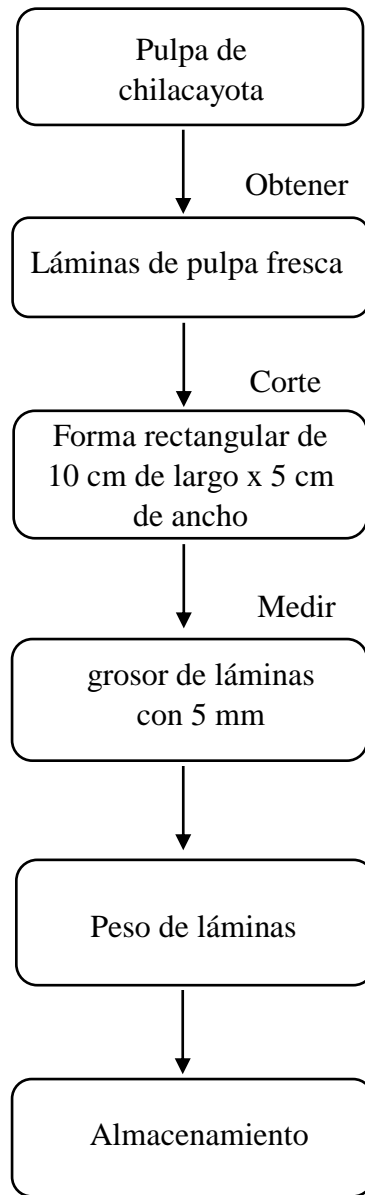 Pulpa de
chilacayota
Obtener
Láminas de pulpa fresca
Corte
Forma rectangular de
10 cm de largo x 5 cm
de ancho
Medir
grosor de láminas
con 5 mm
Peso de láminas
Almacenamiento